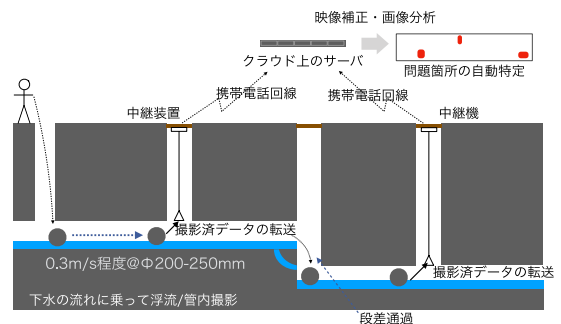 映像補正・画像分析
クラウド上のサーバ
問題箇所の自動特定
携帯電話回線
携帯電話回線
中継装置
中継機
撮影済データの転送
0.3m/s程度@Φ200-250mm
撮影済データの転送
下水の流れに乗って浮流/管内撮影
段差通過